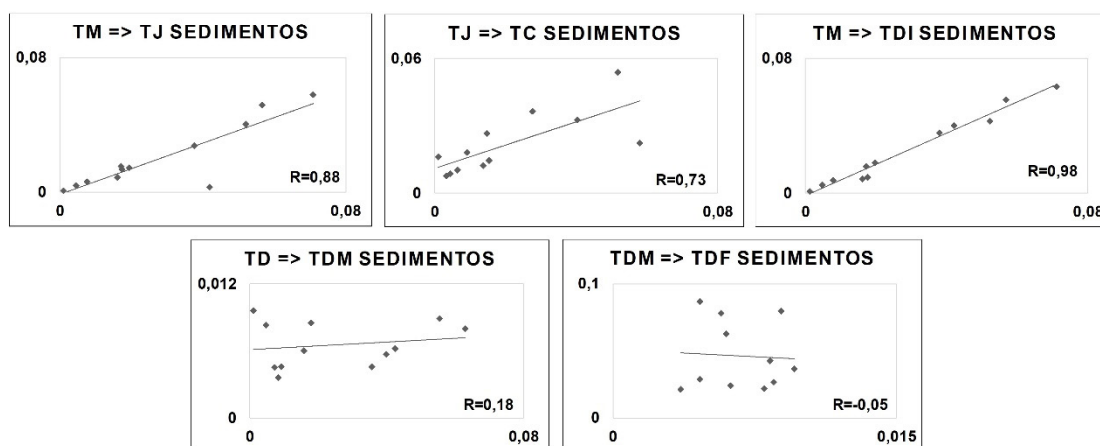 TM => TJ SEDIMENTOS
0,08
R=0,88
0
0
0,08
TJ => TC SEDIMENTOS
0,06
R=0,73
0
0
0,08
TM => TDI SEDIMENTOS
0,08
R=0,98
0
0
0,08
TD => TDM SEDIMENTOS
0,012
R=0,18
0
0
0,08
TDM => TDF SEDIMENTOS
0,1
R=-0,05
0
0
0,015